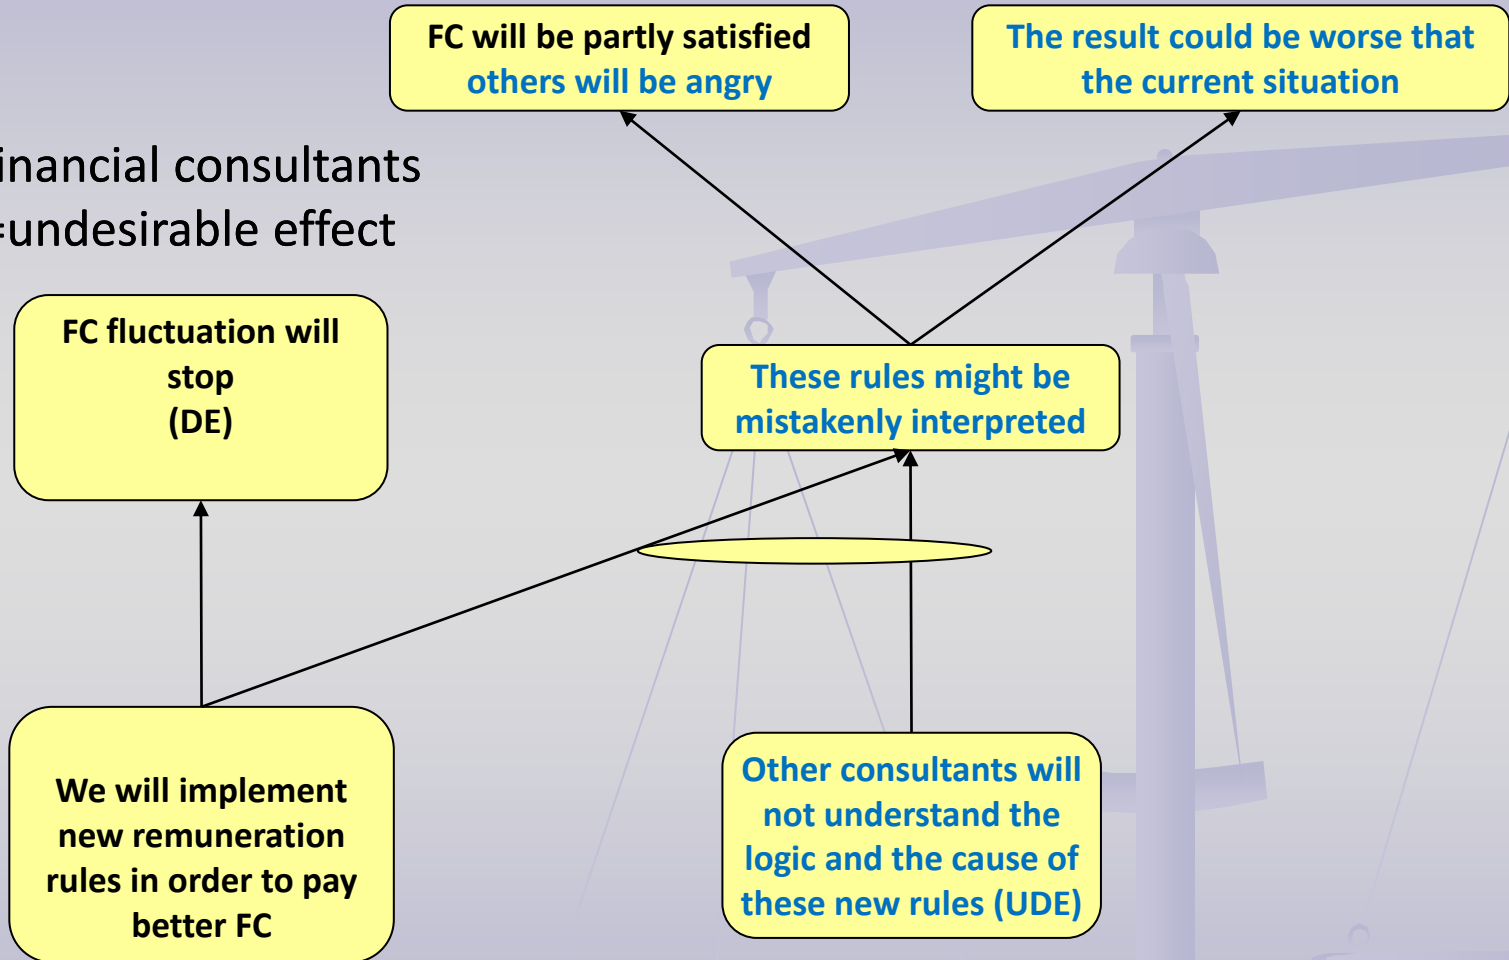 FC will be partly satisfied
others will be angry
The result could be worse that
the current situation
inancial consultants
=undesirable effect
FC fluctuation will
stop
(DE)
These rules might be
mistakenly interpreted
We will implement
new remuneration
rules in order to pay
better FC
Other consultants will
not understand the
logic and the cause of
these new rules (UDE)